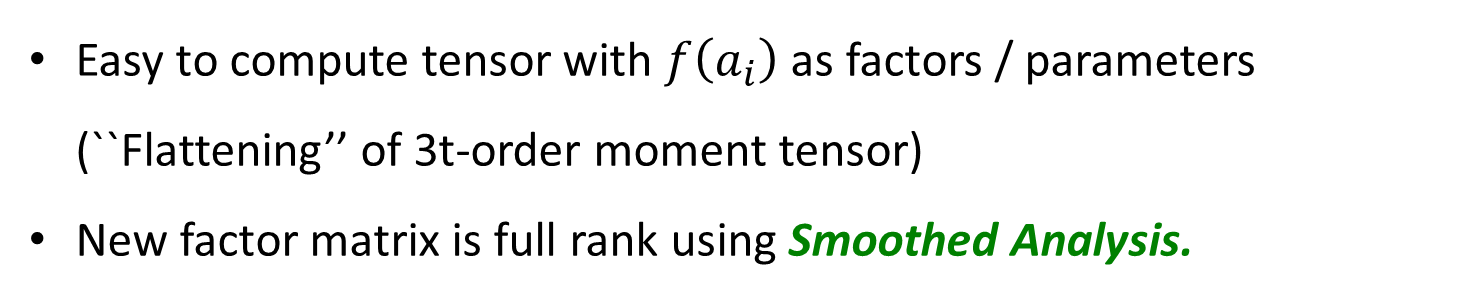 • Easy to compute tensor with f(aᵢ) as factors / parameters
(``Flattening’’ of 3t-order moment tensor)
• New factor matrix is full rank using Smoothed Analysis.